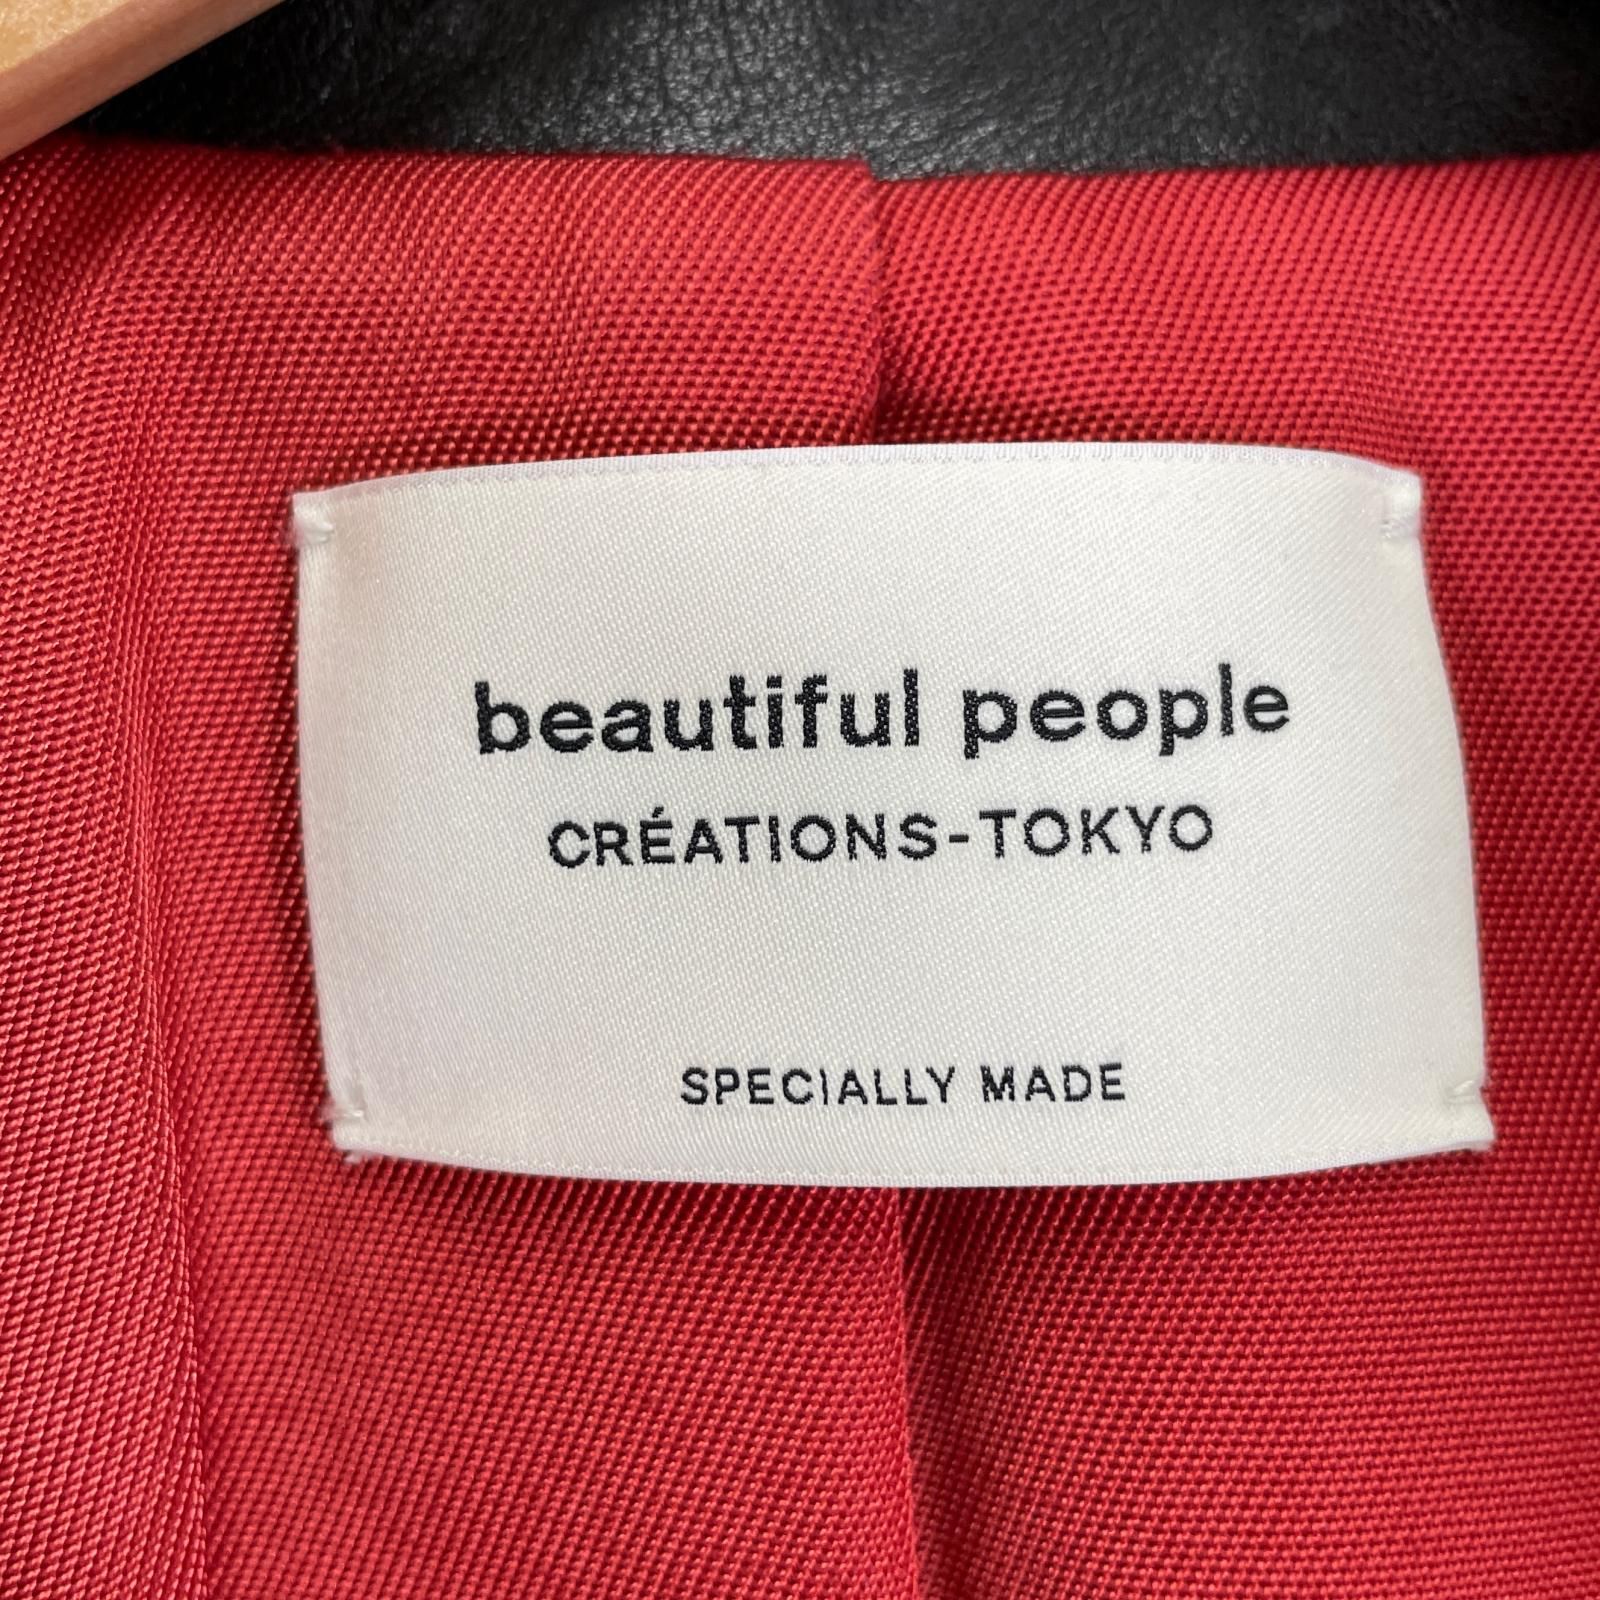 beautiful people
CRÉATIONS-TOKYO
SPECIALLY MADE